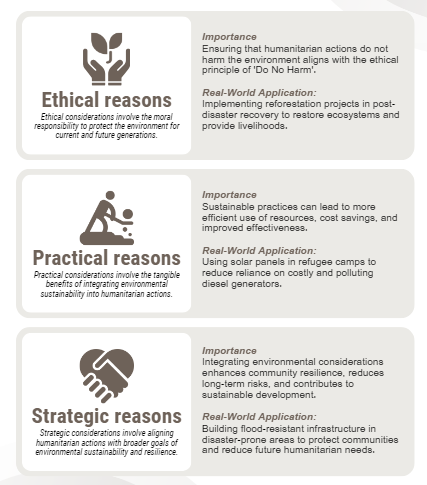 Ethical reasons
Ethical considerations involve the moral
responsibility to protect the environment for
current and future generations.
Importance
Ensuring that humanitarian actions do not
harm the environment aligns with the ethical
principle of 'Do No Harm'.
Real-World Application:
Implementing reforestation projects in post-
disaster recovery to restore ecosystems and
provide livelihoods.
Practical reasons
Practical considerations involve the tangible
benefits of integrating environmental
sustainability into humanitarian actions.
Importance
Sustainable practices can lead to more
efficient use of resources, cost savings, and
improved effectiveness.
Real-World Application:
Using solar panels in refugee camps to
reduce reliance on costly and polluting
diesel generators.
Strategic reasons
Strategic considerations involve aligning
humanitarian actions with broader goals of
environmental sustainability and resilience.
Importance
Integrating environmental considerations
enhances community resilience, reduces
long-term risks, and contributes to
sustainable development.
Real-World Application:
Building flood-resistant infrastructure in
disaster-prone areas to protect communities
and reduce future humanitarian needs.